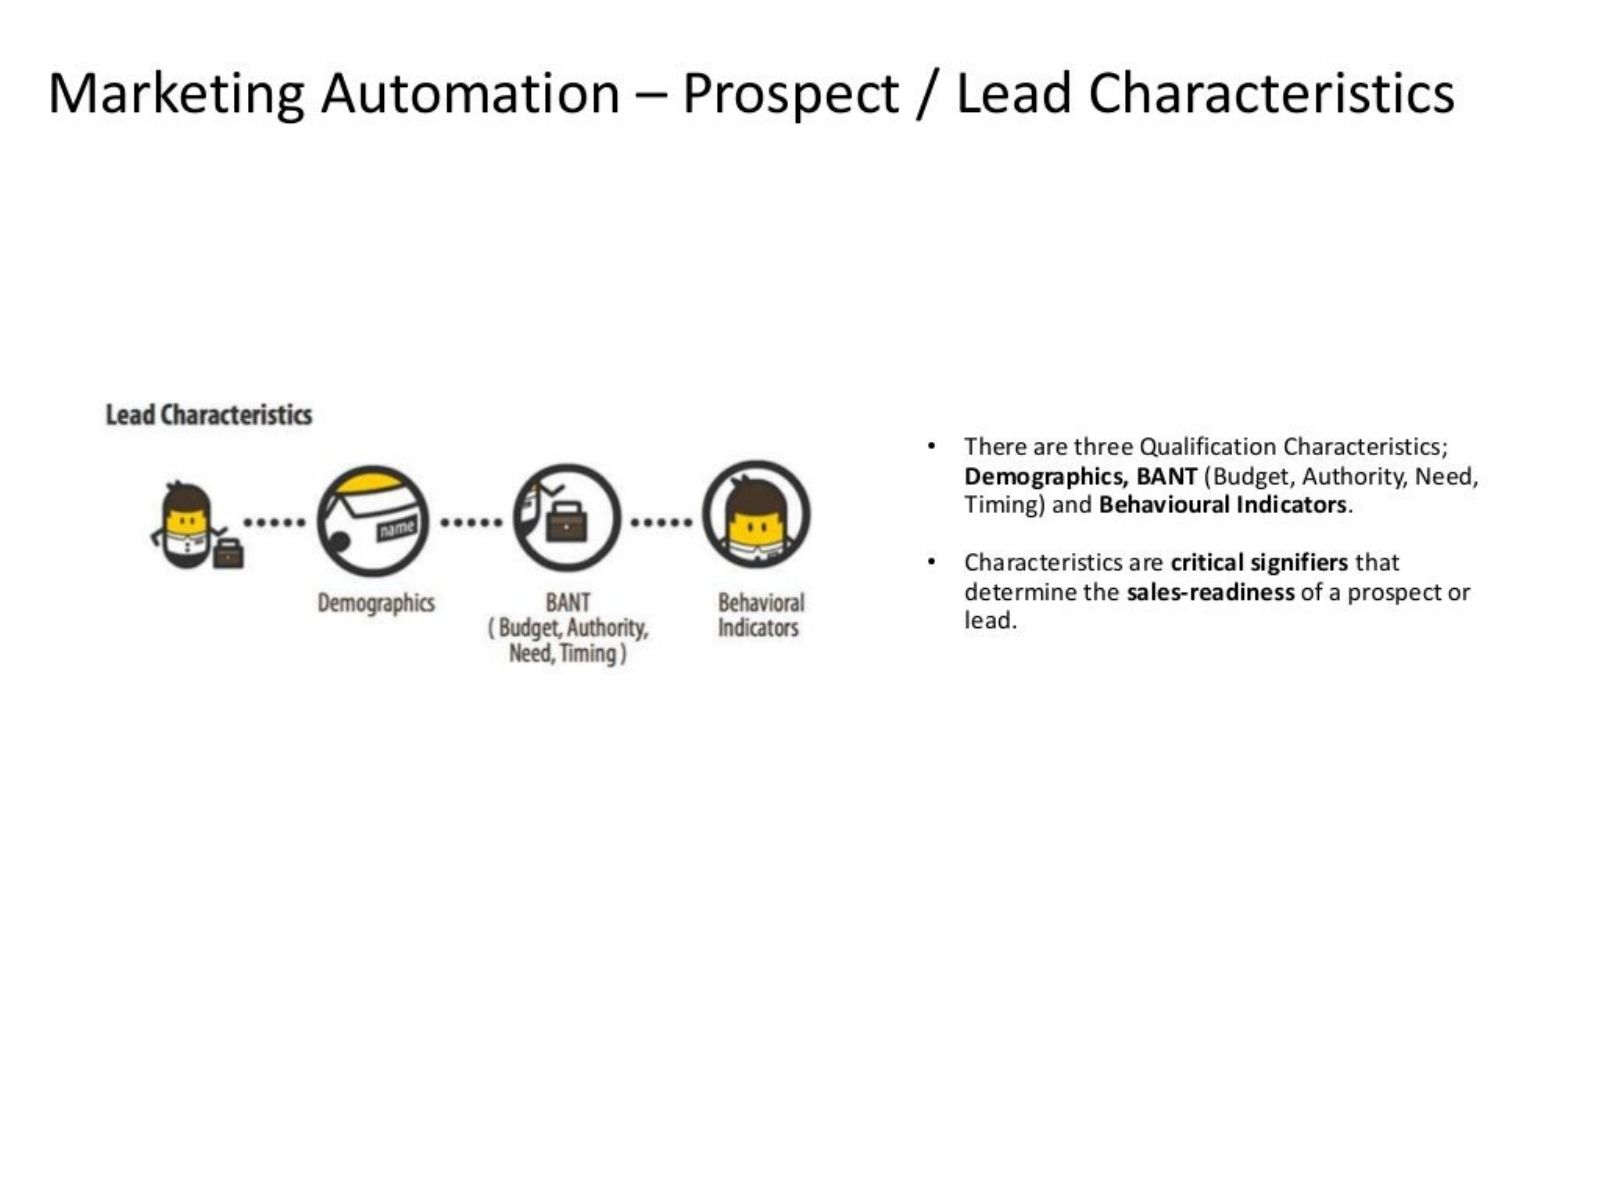 Marketing Automation – Prospect / Lead Characteristics
Lead Characteristics
name
Demographics
BANT
( Budget, Authority,
Need, Timing )
Behavioral
Indicators
• There are three Qualification Characteristics;
Demographics, BANT (Budget, Authority, Need,
Timing) and Behavioural Indicators.
• Characteristics are critical signifiers that
determine the sales-readiness of a prospect or
lead.